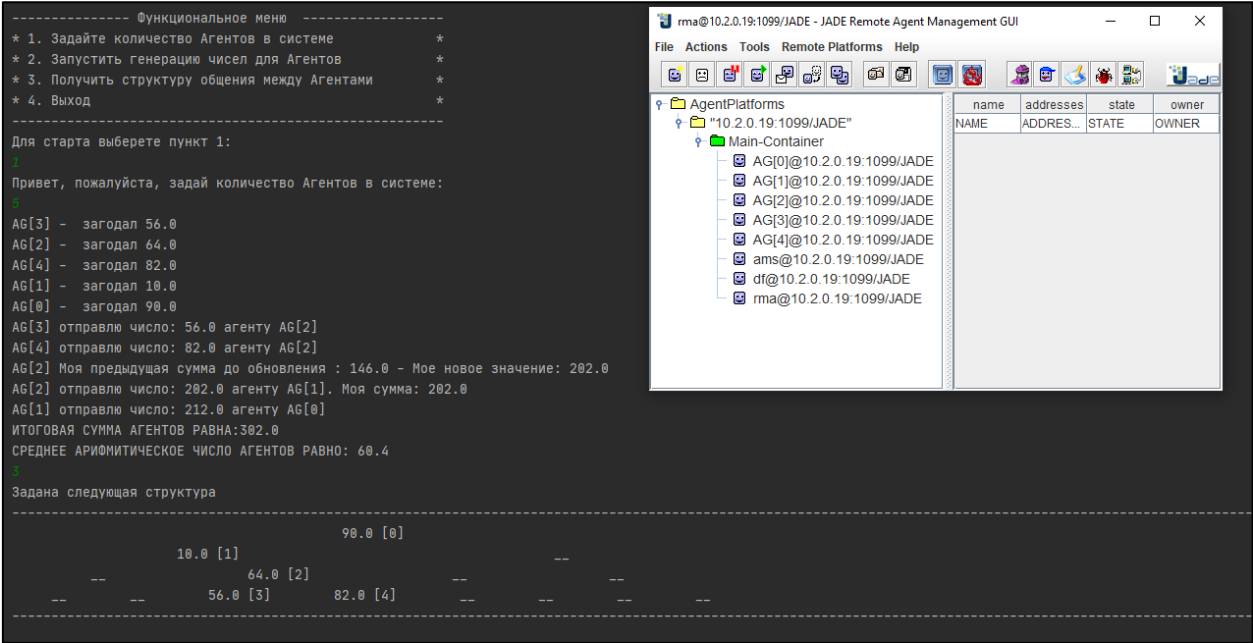 --------------- Функциональное меню ------------------
* 1. Задайте количество Агентов в системе *
* 2. Запустить генерацию чисел для Агентов *
* 3. Получить структуру общения между Агентами *
* 4. Выход *
Для старта выберете пункт 1:
1
Привет, пожалуйста, задай количество Агентов в системе:
5
AG[3] - загодал 56.0
AG[2] - загодал 64.0
AG[4] - загодал 82.0
AG[1] - загодал 10.0
AG[0] - загодал 90.0
AG[3] отправлю число: 56.0 агенту AG[2]
AG[4] отправлю число: 82.0 агенту AG[2]
AG[2] Моя предыдущая сумма до обновления : 146.0 - Мое новое значение: 202.0
AG[2] отправлю число: 202.0 агенту AG[1]. Моя сумма: 202.0
AG[1] отправлю число: 212.0 агенту AG[0]
ИТОГОВАЯ СУММА АГЕНТОВ РАВНА:302.0
СРЕДНЕЕ АРИФМИТИЧЕСКОЕ ЧИСЛО АГЕНТОВ РАВНО: 60.4
3
Задана следующая структура
90.0 [0]
10.0 [1] __
__ 64.0 [2] __ __
__ __ 56.0 [3] 82.0 [4] __ __ __ __
rma@10.2.0.19:1099/JADE - JADE Remote Agent Management GUI
File Actions Tools Remote Platforms Help
Jade
AgentPlatforms
"10.2.0.19:1099/JADE"
Main-Container
AG[0]@10.2.0.19:1099/JADE
AG[1]@10.2.0.19:1099/JADE
AG[2]@10.2.0.19:1099/JADE
AG[3]@10.2.0.19:1099/JADE
AG[4]@10.2.0.19:1099/JADE
ams@10.2.0.19:1099/JADE
df@10.2.0.19:1099/JADE
rma@10.2.0.19:1099/JADE
name addresses state owner
NAME ADDRES... STATE OWNER